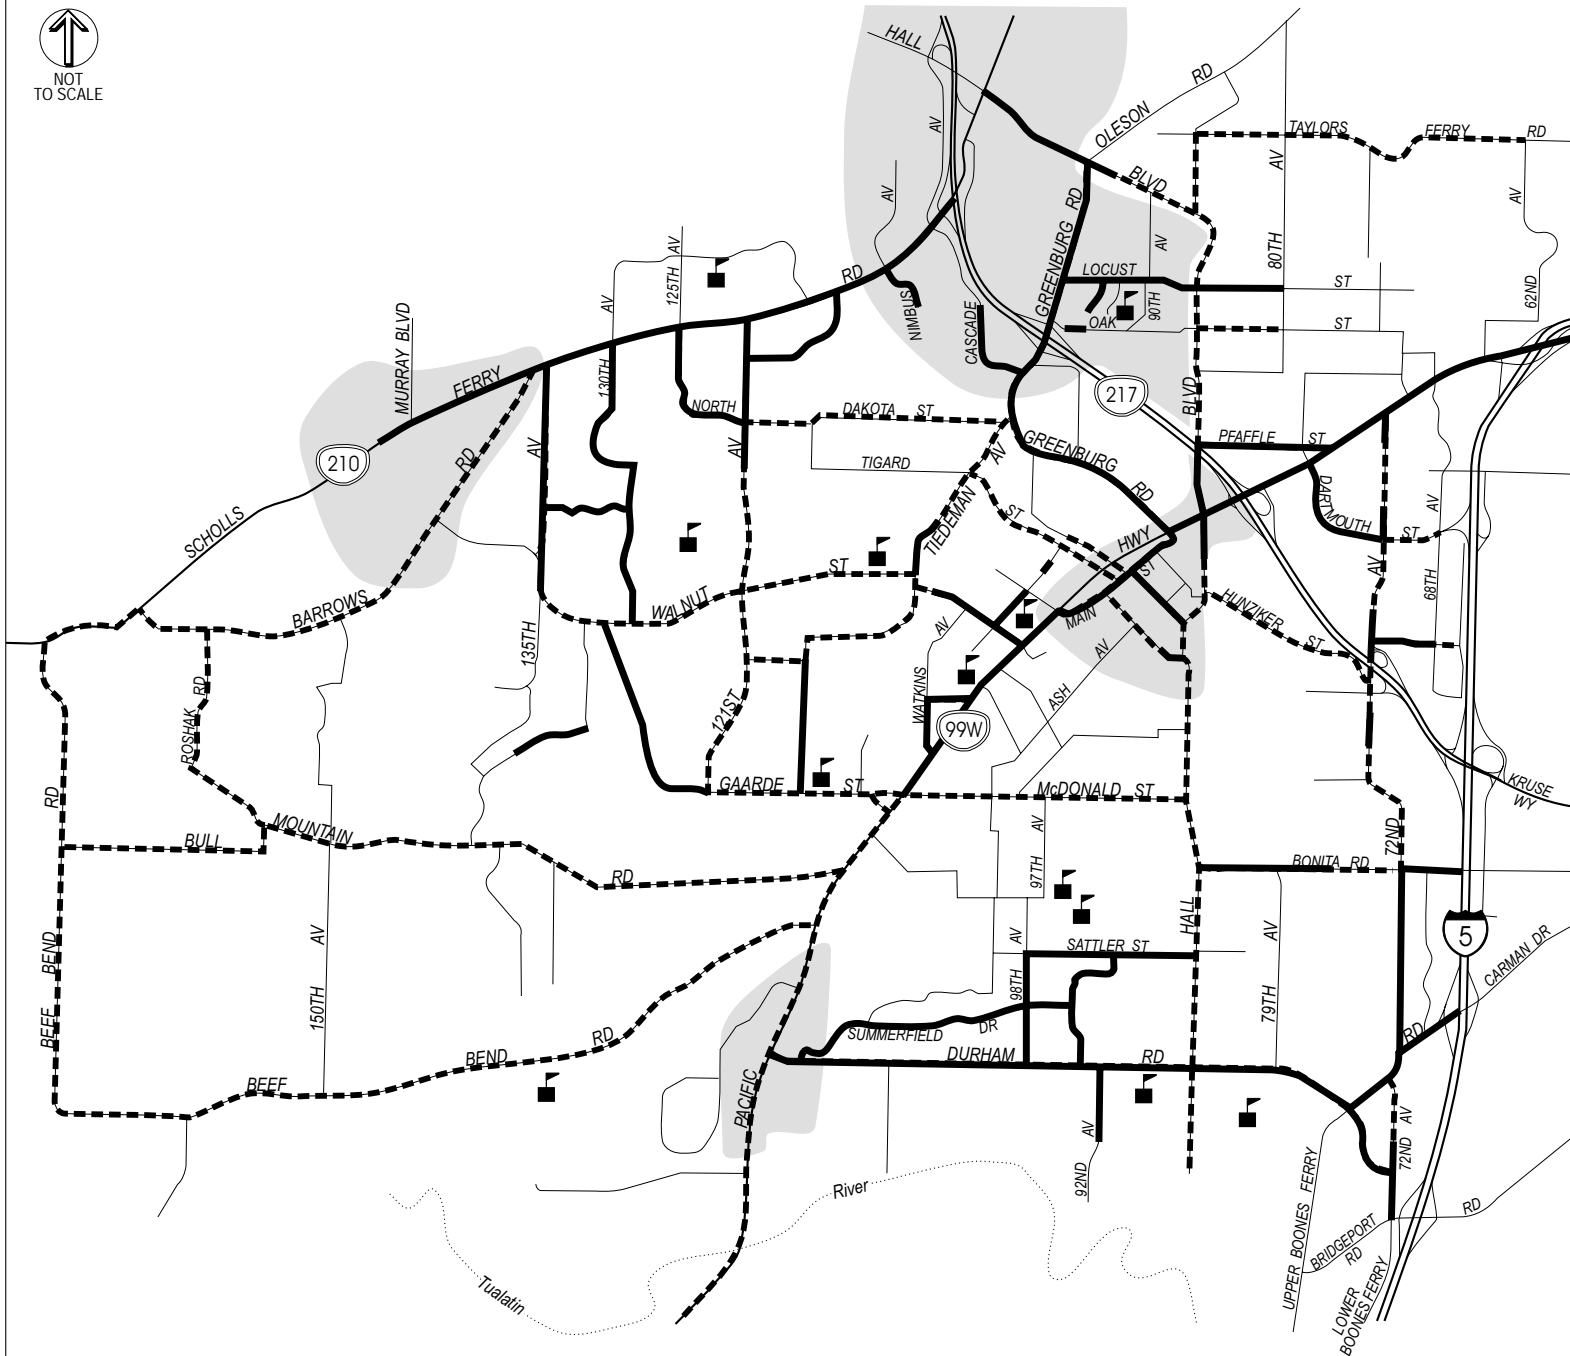 NOT
TO SCALE
HALL
AV
OLESON
RD
TAYLORS
FERRY
RD
BLVD
AV
AV
AV
RD
GREENBURG
AV
80TH
LOCUST
ST
62ND
AV
125TH
AV
RD
NIMBUS
CASCADE
90TH
OAK
ST
MURRAY BLVD
FERRY
130TH
217
BLVD
NORTH
DAKOTA
ST
GREENBURG
RD
PFAFFLE
ST
210
RD
AV
AV
TIGARD
AV
TIEDEMAN
ST
DARTMOUTH
ST
AV
SCHOLLS
HWY
ST
AV
68TH
BARROWS
WALNUT
ST
MAIN
HUNZIKER
ST
135TH
AV
AV
ASH
WATKINS
ROSHAK
RD
121ST
99W
RD
GAARDE
ST
McDONALD
ST
KRUSE
WY
BULL
MOUNTAIN
RD
AV
97TH
72ND
BONITA
RD
HALL
AV
BEND
BEEF
AV
150TH
AV
98TH
SATTLER
ST
79TH
5
CARMAN DR
BEND
RD
SUMMERFIELD
DR
DURHAM
RD
RD
BEEF
PACIFIC
AV
92ND
AV
72ND
River
Tualatin
UPPER BOONES FERRY
BRIDGEPORT
RD
RD
LOWER
BOONES FERRY